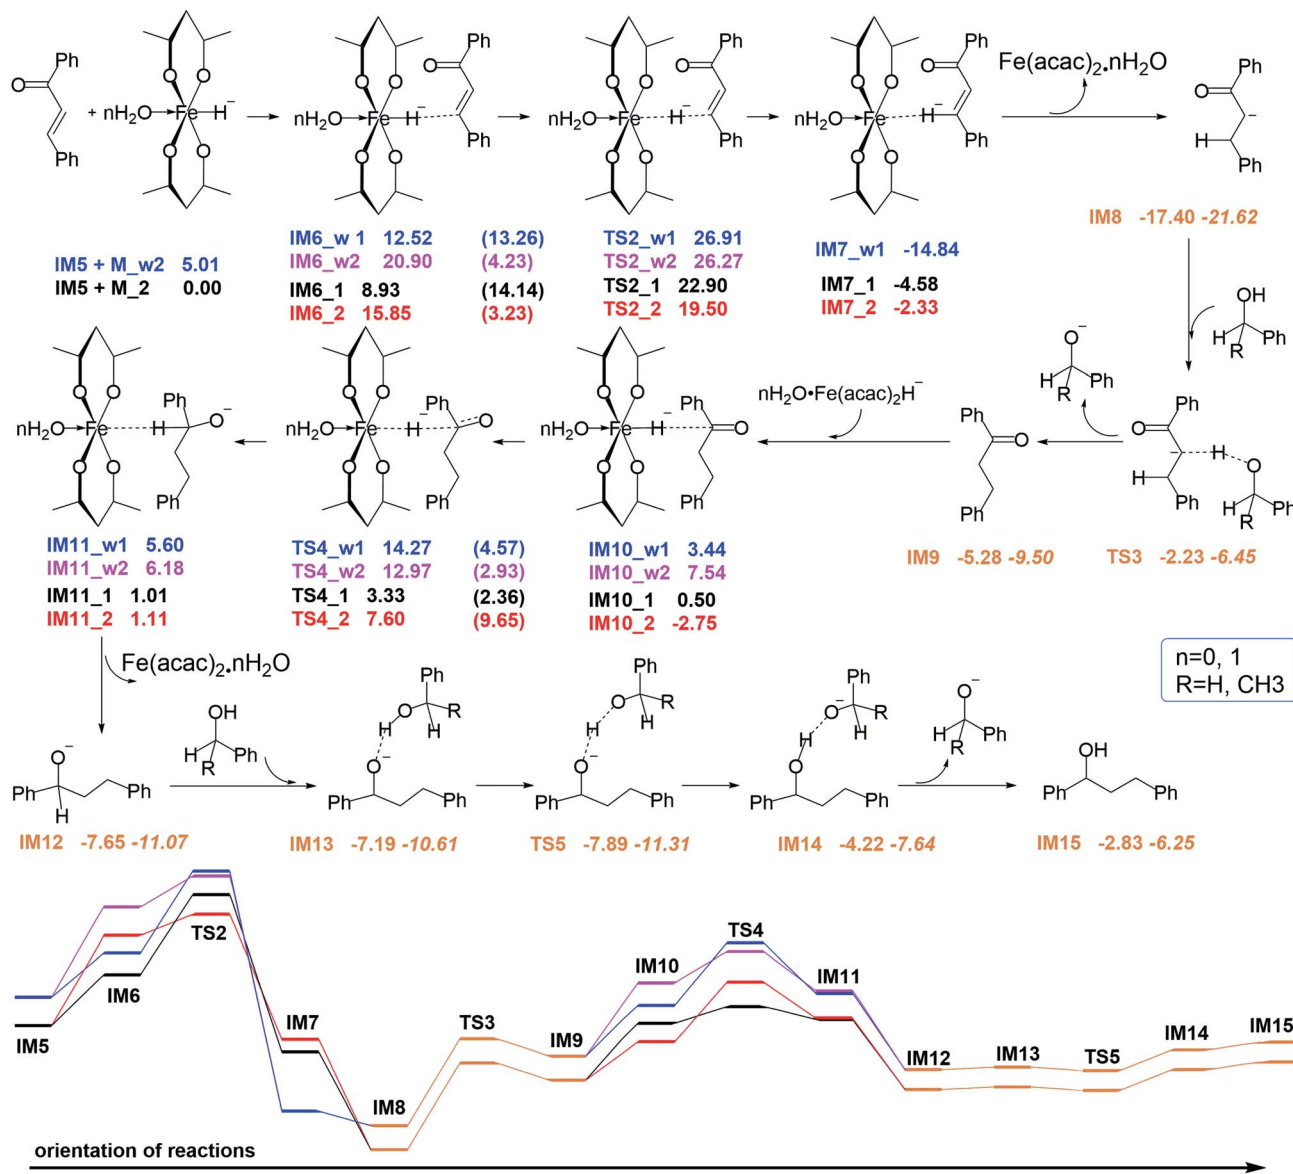 Ph
O
Ph
+
nH2O
O
O
Fe
H−
O
O
nH2O
O
O
Fe
H−
O
O
O
Ph
Ph
nH2O
O
O
Fe
H−
O
O
O
Ph
Ph
nH2O
O
O
Fe
H−
O
O
O
Ph
Ph
Fe(acac)2.nH2O
Ph
O
−
H
Ph
IM5 + M_w2 5.01
IM5 + M_2 0.00
IM6_w 1 12.52 (13.26)
IM6_w2 20.90 (4.23)
IM6_1 8.93 (14.14)
IM6_2 15.85 (3.23)
TS2_w1 26.91
TS2_w2 26.27
TS2_1 22.90
TS2_2 19.50
IM7_w1 -14.84
IM7_1 -4.58
IM7_2 -2.33
IM8 -17.40 -21.62
OH
H
Ph
R
O−
H
Ph
R
nH2O
O
O
Fe
H
O
O
Ph
O−
Ph
nH2O
O
O
Fe
H−
O
O
Ph
O
Ph
nH2O
O
O
Fe
H−
O
O
Ph
O
Ph
nH2O•Fe(acac)2H−
Ph
O
Ph
Ph
O
−
H
H
O
Ph
H
Ph
R
IM11_w1 5.60
IM11_w2 6.18
IM11_1 1.01
IM11_2 1.11
TS4_w1 14.27 (4.57)
TS4_w2 12.97 (2.93)
TS4_1 3.33 (2.36)
TS4_2 7.60 (9.65)
IM10_w1 3.44
IM10_w2 7.54
IM10_1 0.50
IM10_2 -2.75
IM9 -5.28 -9.50
TS3 -2.23 -6.45
n=0, 1
R=H, CH3
Fe(acac)2.nH2O
O−
Ph
H
Ph
OH
H
Ph
R
Ph
O
R
H
H
O−
Ph
Ph
Ph
O
R
H
H
O−
Ph
Ph
Ph
O−
R
H
H
O
Ph
Ph
O−
H
Ph
R
OH
Ph
Ph
IM12 -7.65 -11.07
IM13 -7.19 -10.61
TS5 -7.89 -11.31
IM14 -4.22 -7.64
IM15 -2.83 -6.25
IM5
IM6
TS2
IM7
IM8
TS3
IM9
IM10
TS4
IM11
IM12
IM13
TS5
IM14
IM15
orientation of reactions